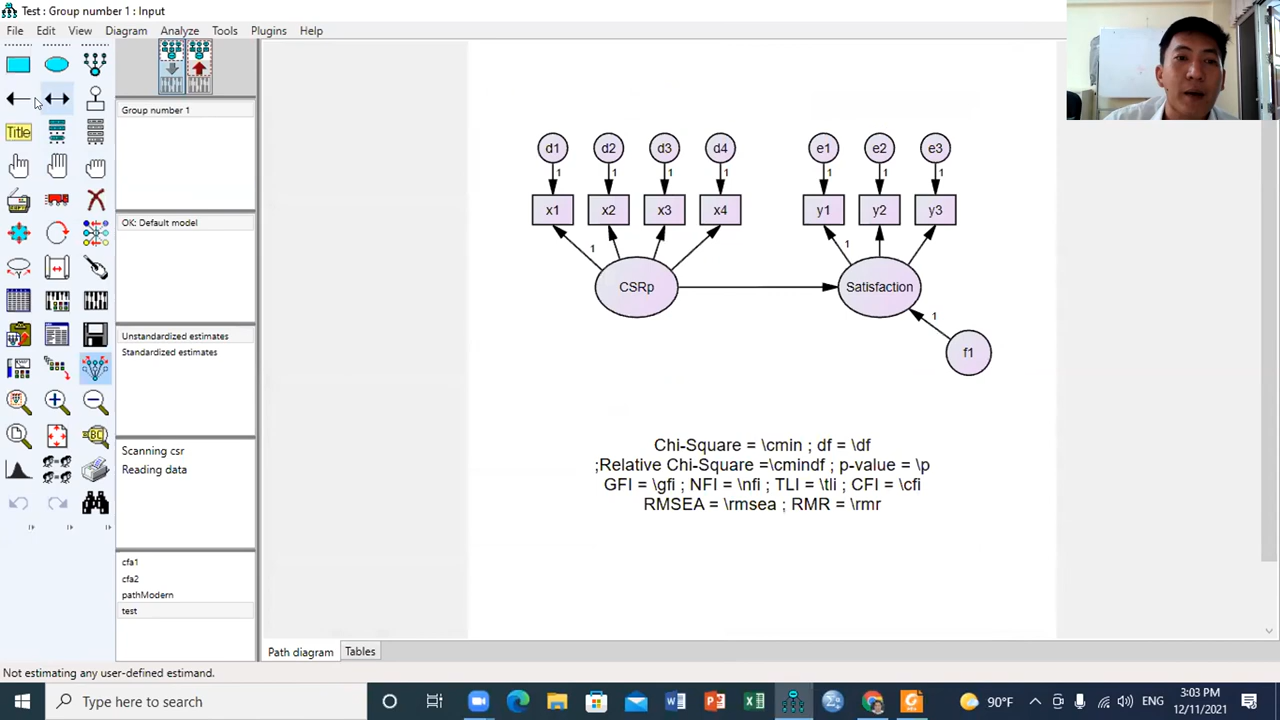 Test : Group number 1 : Input
File Edit View Diagram Analyze Tools Plugins Help
Title
Group number 1
OK: Default model
Unstandardized estimates
Standardized estimates
Scanning csr
Reading data
cfa1
cfa2
pathModern
test
d1 d2 d3 d4 e1 e2 e3
1 1 1 1 1 1 1
x1 x2 x3 x4 y1 y2 y3
1 1
CSRp Satisfaction
1
f1
Chi-Square = \cmin ; df = \df
;Relative Chi-Square =\cmindf ; p-value = \p
GFI = \gfi ; NFI = \nfi ; TLI = \tli ; CFI = \cfi
RMSEA = \rmsea ; RMR = \rmr
Path diagram Tables
Not estimating any user-defined estimand.
Type here to search
90°F
ENG
3:03 PM
12/11/2021